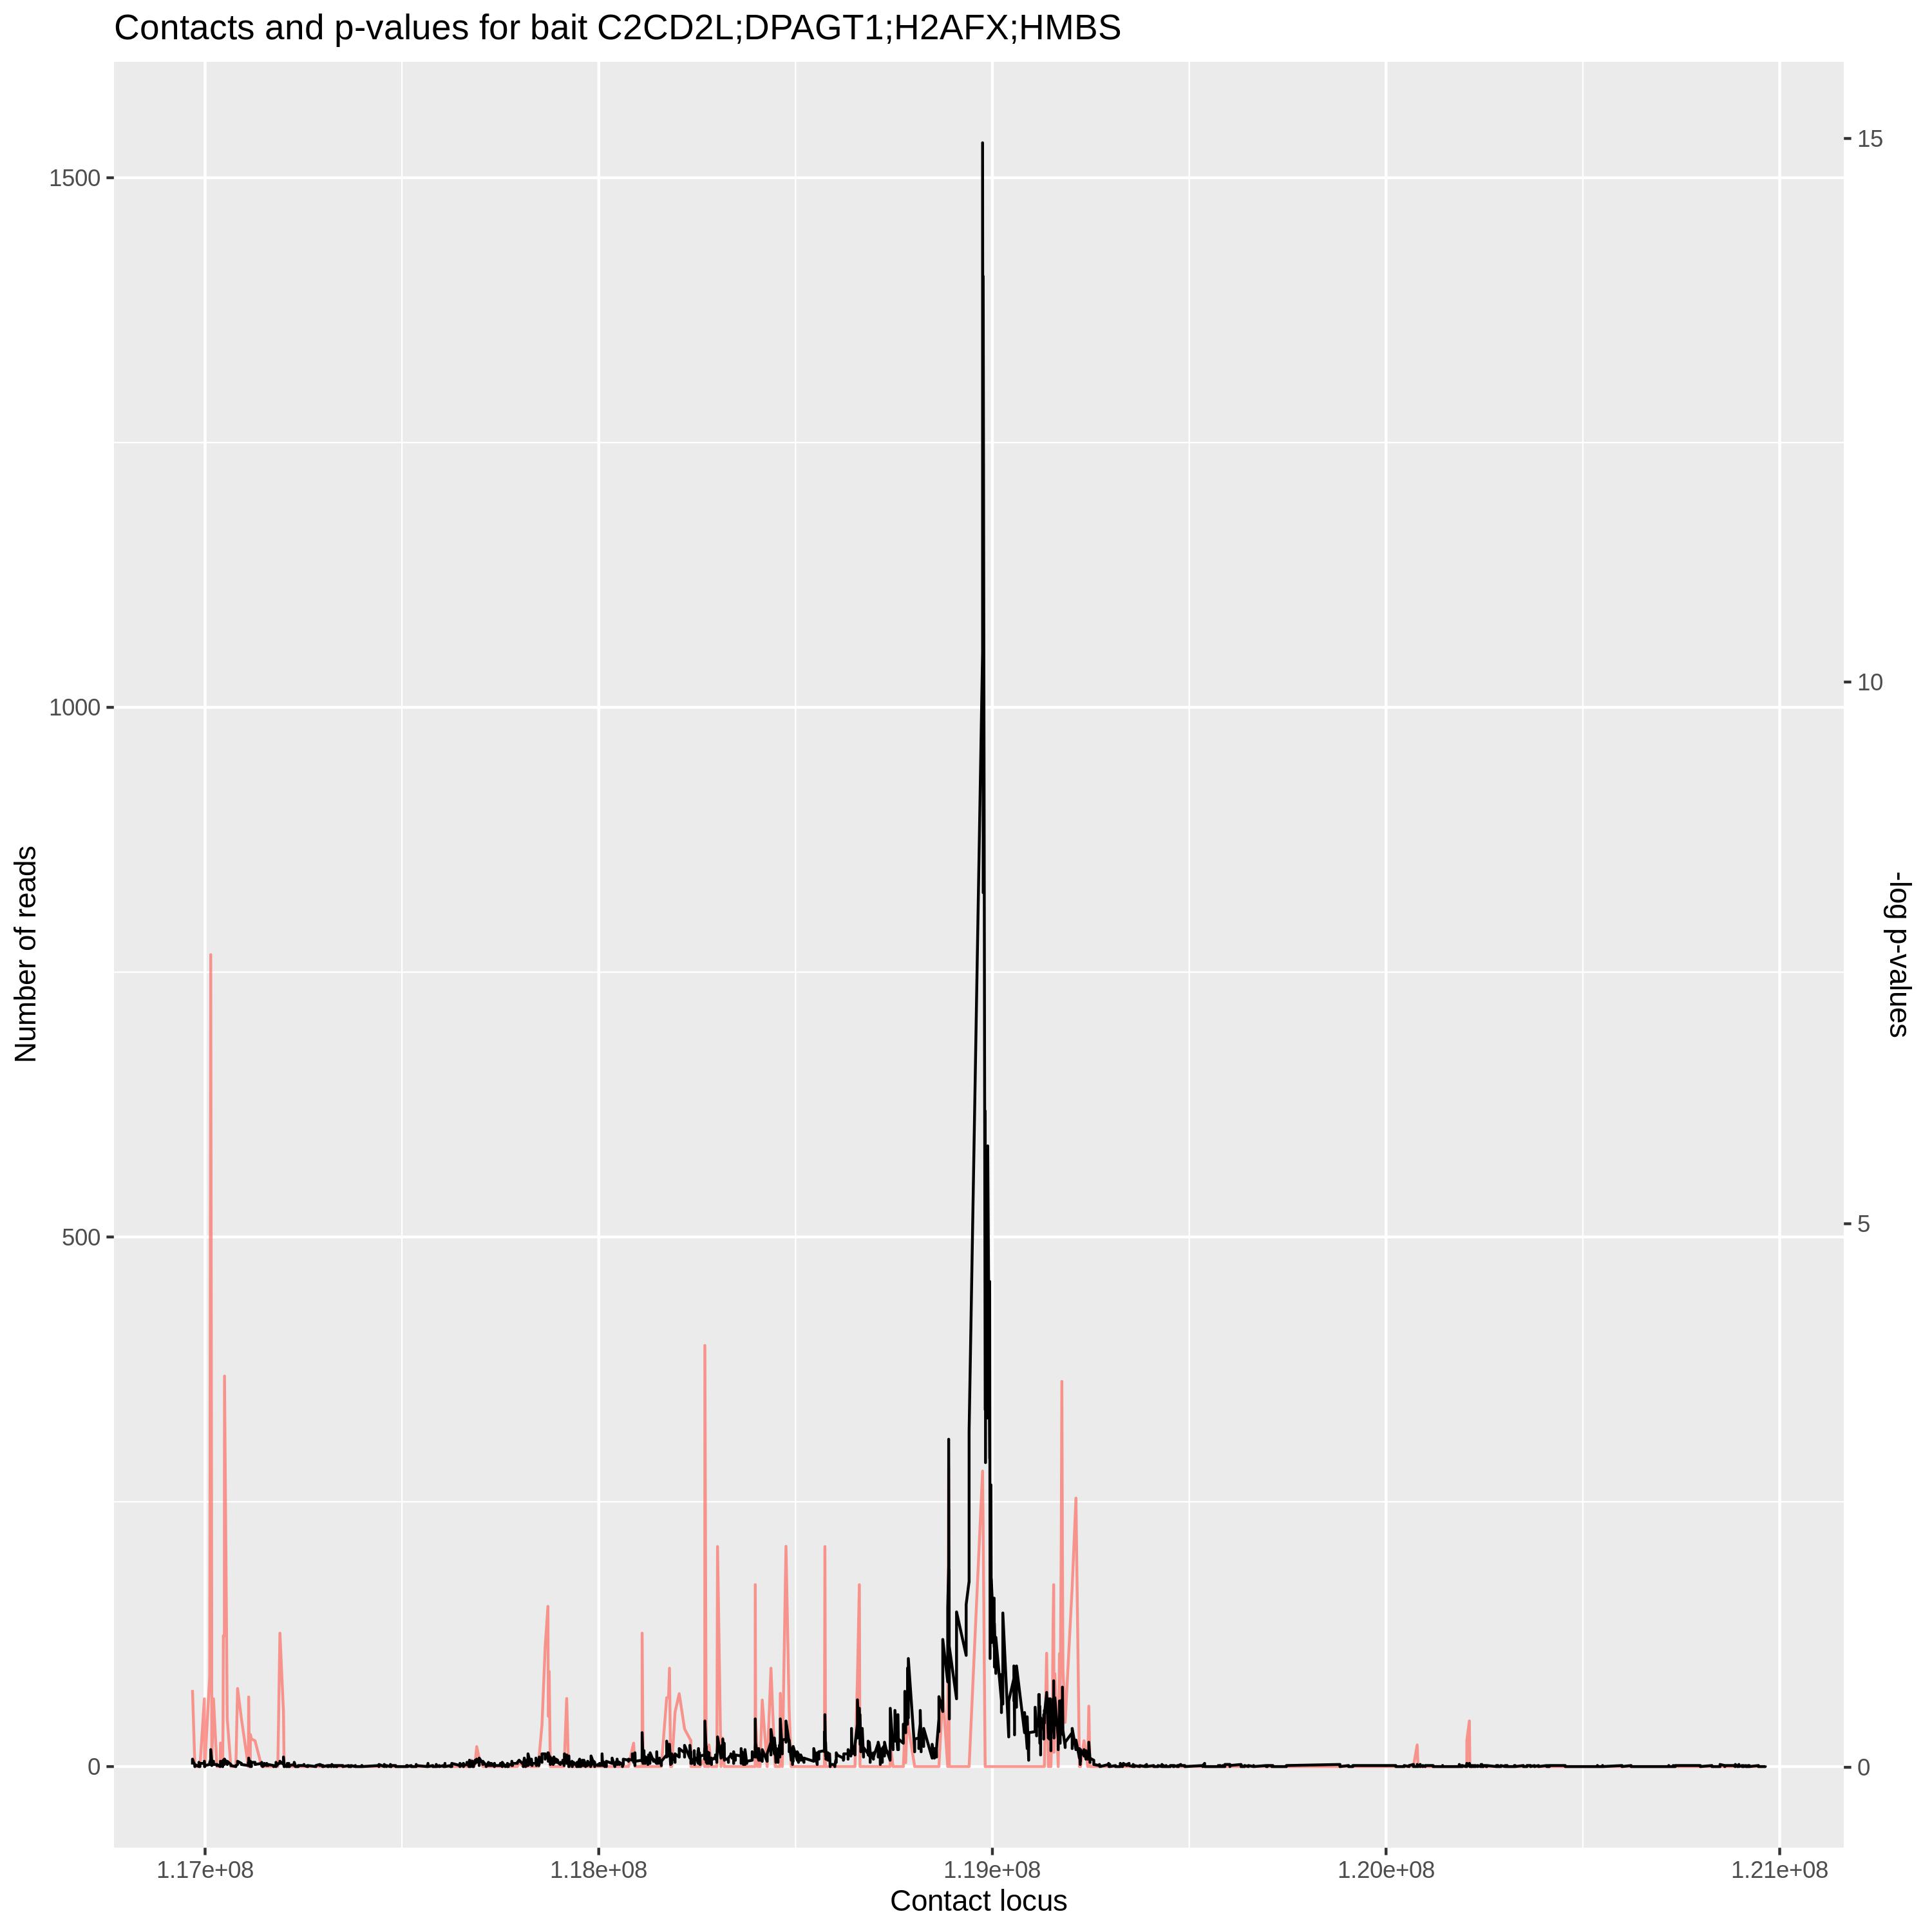 Contacts and p-values for bait C2CD2L;DPAGT1;H2AFX;HMBS
Number of reads
1500
1000
500
0
15
10
5
0
-log p-values
1.17e+08 1.18e+08 1.19e+08 1.20e+08 1.21e+08
Contact locus